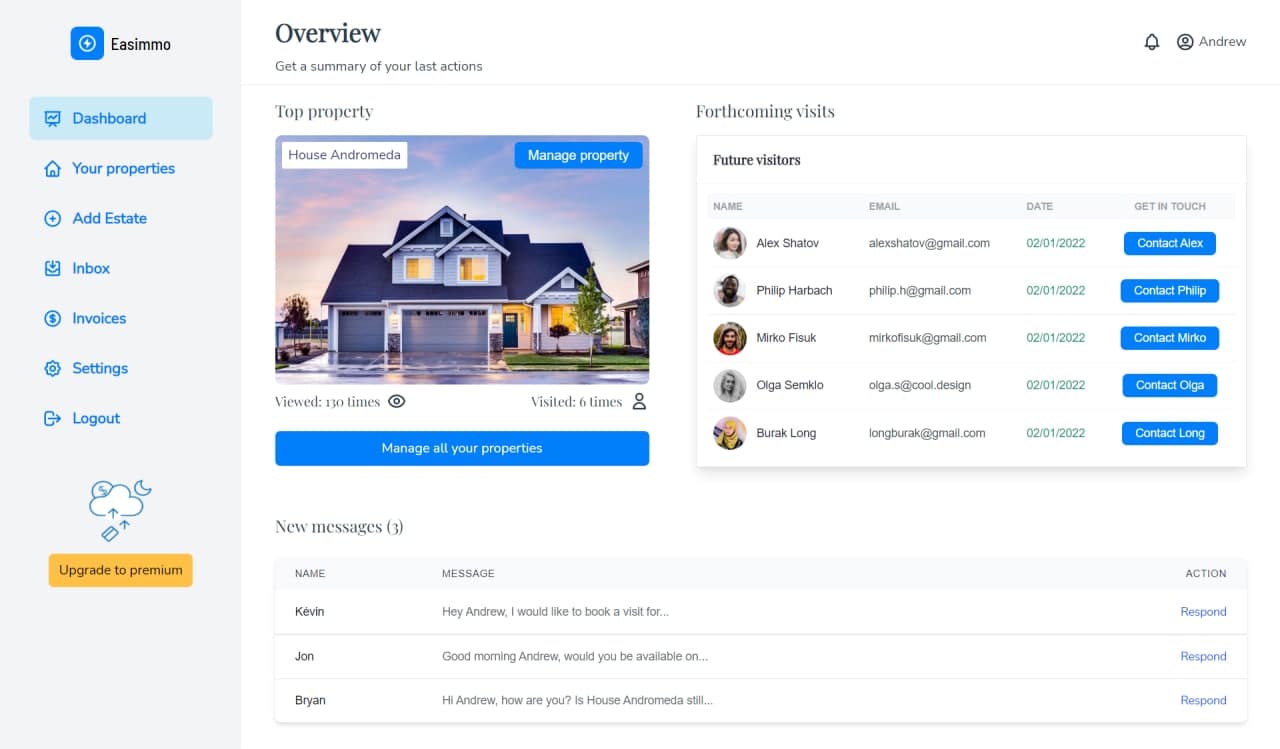 Easimmo
Dashboard
Your properties
Add Estate
Inbox
Invoices
Settings
Logout
Upgrade to premium
Overview
Get a summary of your last actions
Andrew
Top property
House Andromeda
Manage property
Viewed: 130 times
Visited: 6 times
Manage all your properties
Forthcoming visits
Future visitors
NAME EMAIL DATE GET IN TOUCH
Alex Shatov alexshatov@gmail.com 02/01/2022 Contact Alex
Philip Harbach philip.h@gmail.com 02/01/2022 Contact Philip
Mirko Fisuk mirkofisuk@gmail.com 02/01/2022 Contact Mirko
Olga Semklo olga.s@cool.design 02/01/2022 Contact Olga
Burak Long longburak@gmail.com 02/01/2022 Contact Long
New messages (3)
NAME MESSAGE ACTION
Kévin Hey Andrew, I would like to book a visit for... Respond
Jon Good morning Andrew, would you be available on... Respond
Bryan Hi Andrew, how are you? Is House Andromeda still... Respond